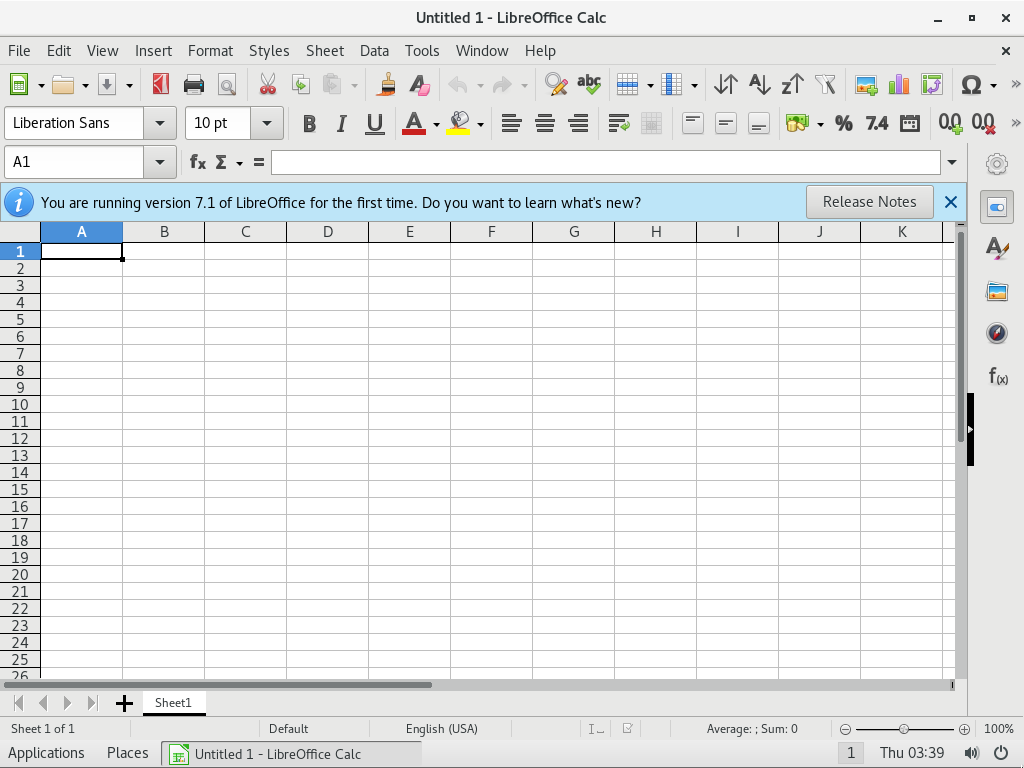 Untitled 1 - LibreOffice Calc
File Edit View Insert Format Styles Sheet Data Tools Window Help
abc Ω
Liberation Sans 10 pt B I U A % 7.4 0.0 0.0
A1 fx Σ =
You are running version 7.1 of LibreOffice for the first time. Do you want to learn what's new? Release Notes
A B C D E F G H I J K
1
2
3
4
5
6
7
8
9
10
11
12
13
14
15
16
17
18
19
20
21
22
23
24
25
26
Sheet1
Sheet 1 of 1 Default English (USA) Average: ; Sum: 0 100%
Applications Places Untitled 1 - LibreOffice Calc 1 Thu 03:39